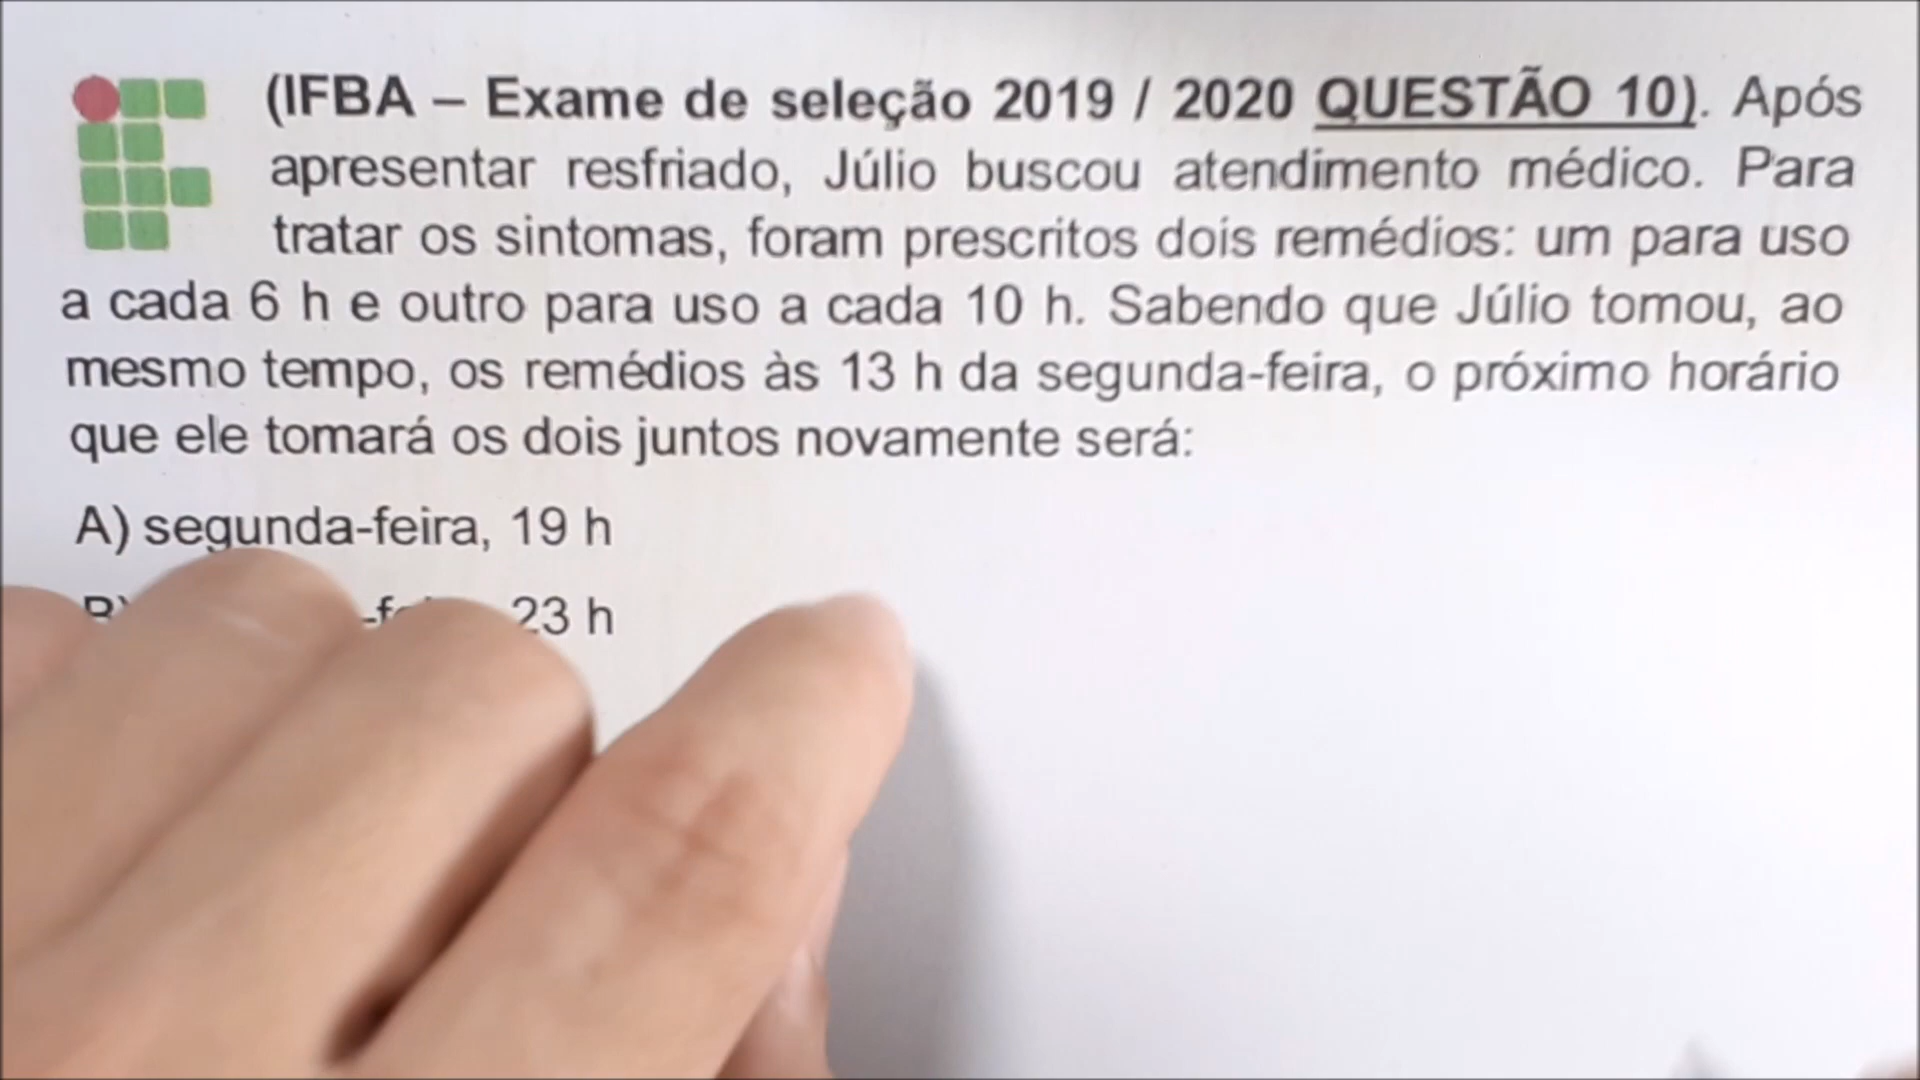 (IFBA – Exame de seleção 2019 / 2020 QUESTÃO 10). Após
apresentar resfriado, Júlio buscou atendimento médico. Para
tratar os sintomas, foram prescritos dois remédios: um para uso
a cada 6 h e outro para uso a cada 10 h. Sabendo que Júlio tomou, ao
mesmo tempo, os remédios às 13 h da segunda-feira, o próximo horário
que ele tomará os dois juntos novamente será:
A) segunda-feira, 19 h
23 h